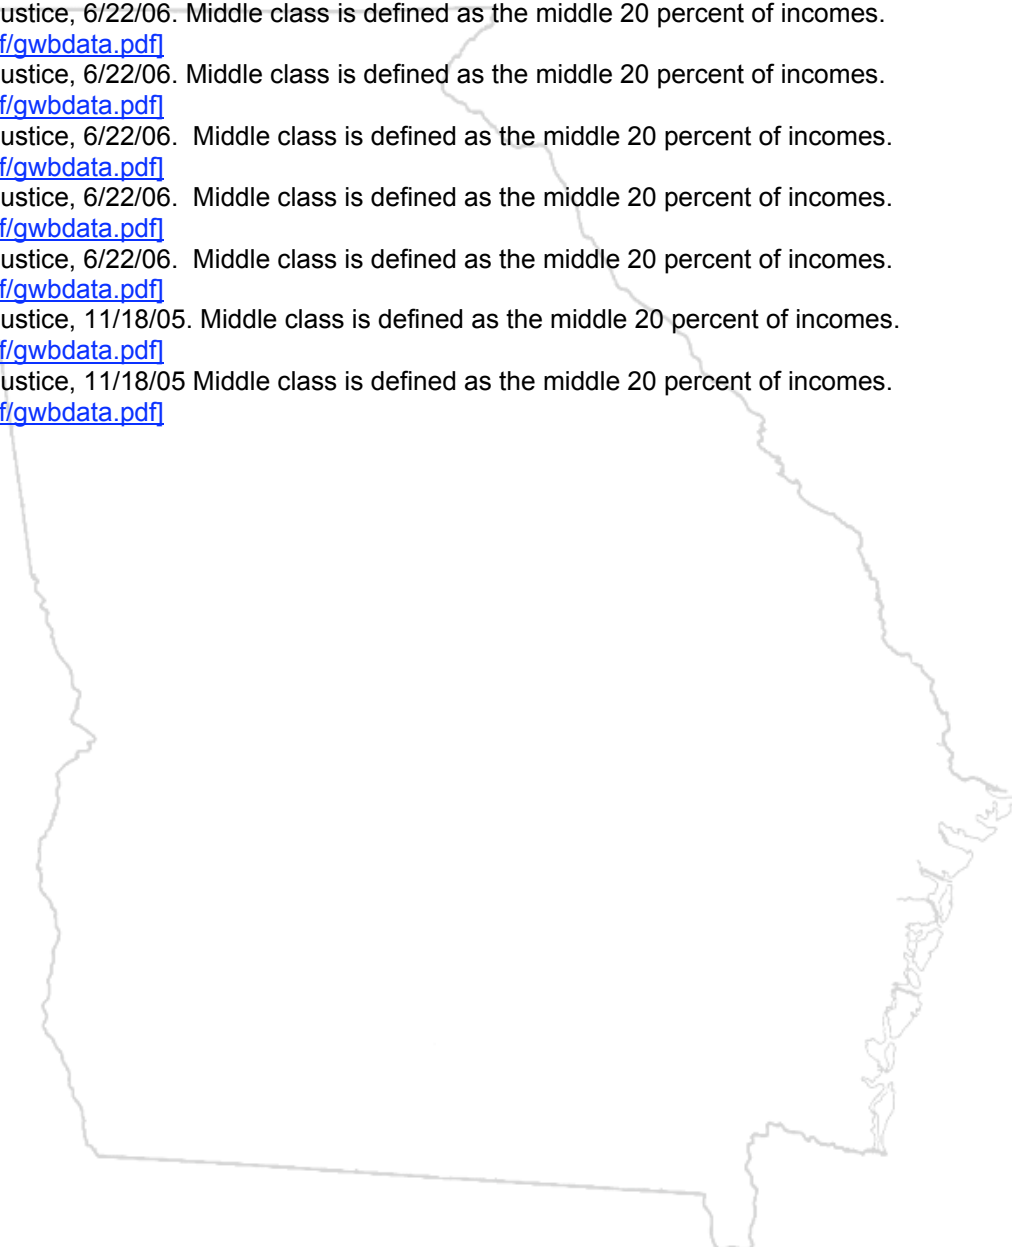 ustice, 6/22/06. Middle class is defined as the middle 20 percent of incomes.
f/gwbdata.pdf]
ustice, 6/22/06. Middle class is defined as the middle 20 percent of incomes.
f/gwbdata.pdf]
ustice, 6/22/06.  Middle class is defined as the middle 20 percent of incomes.
f/gwbdata.pdf]
ustice, 6/22/06.  Middle class is defined as the middle 20 percent of incomes.
f/gwbdata.pdf]
ustice, 6/22/06.  Middle class is defined as the middle 20 percent of incomes.
f/gwbdata.pdf]
ustice, 11/18/05. Middle class is defined as the middle 20 percent of incomes.
f/gwbdata.pdf]
ustice, 11/18/05 Middle class is defined as the middle 20 percent of incomes.
f/gwbdata.pdf]